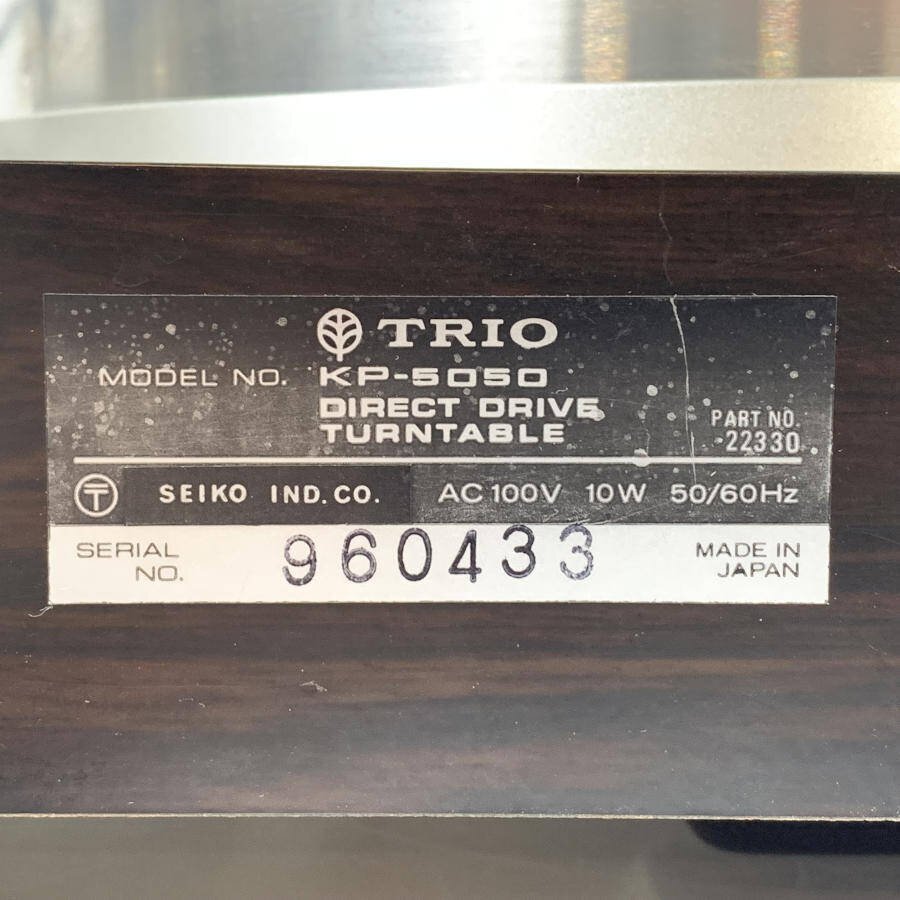 TRIO
MODEL NO. KP-5050
DIRECT DRIVE
TURNTABLE
PART NO.
22330
T SEIKO IND. CO. AC 100V 10W 50/60Hz
SERIAL
NO.
960433
MADE IN
JAPAN